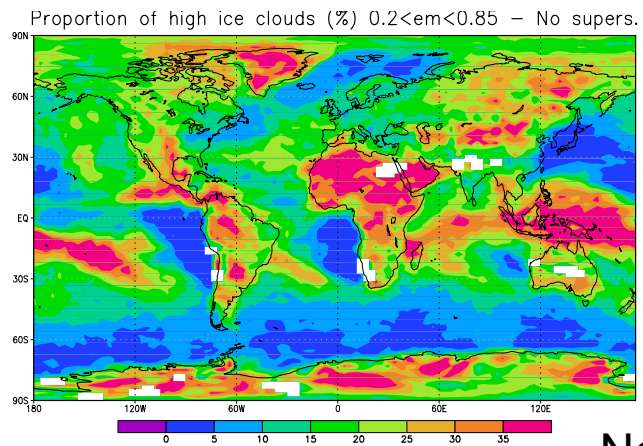 Proportion of high ice clouds (%) 0.2<em<0.85 – No supers.
90N
60N
30N
EQ
30S
60S
90S
180 120W 60W 0 60E 120E
0 5 10 15 20 25 30 35